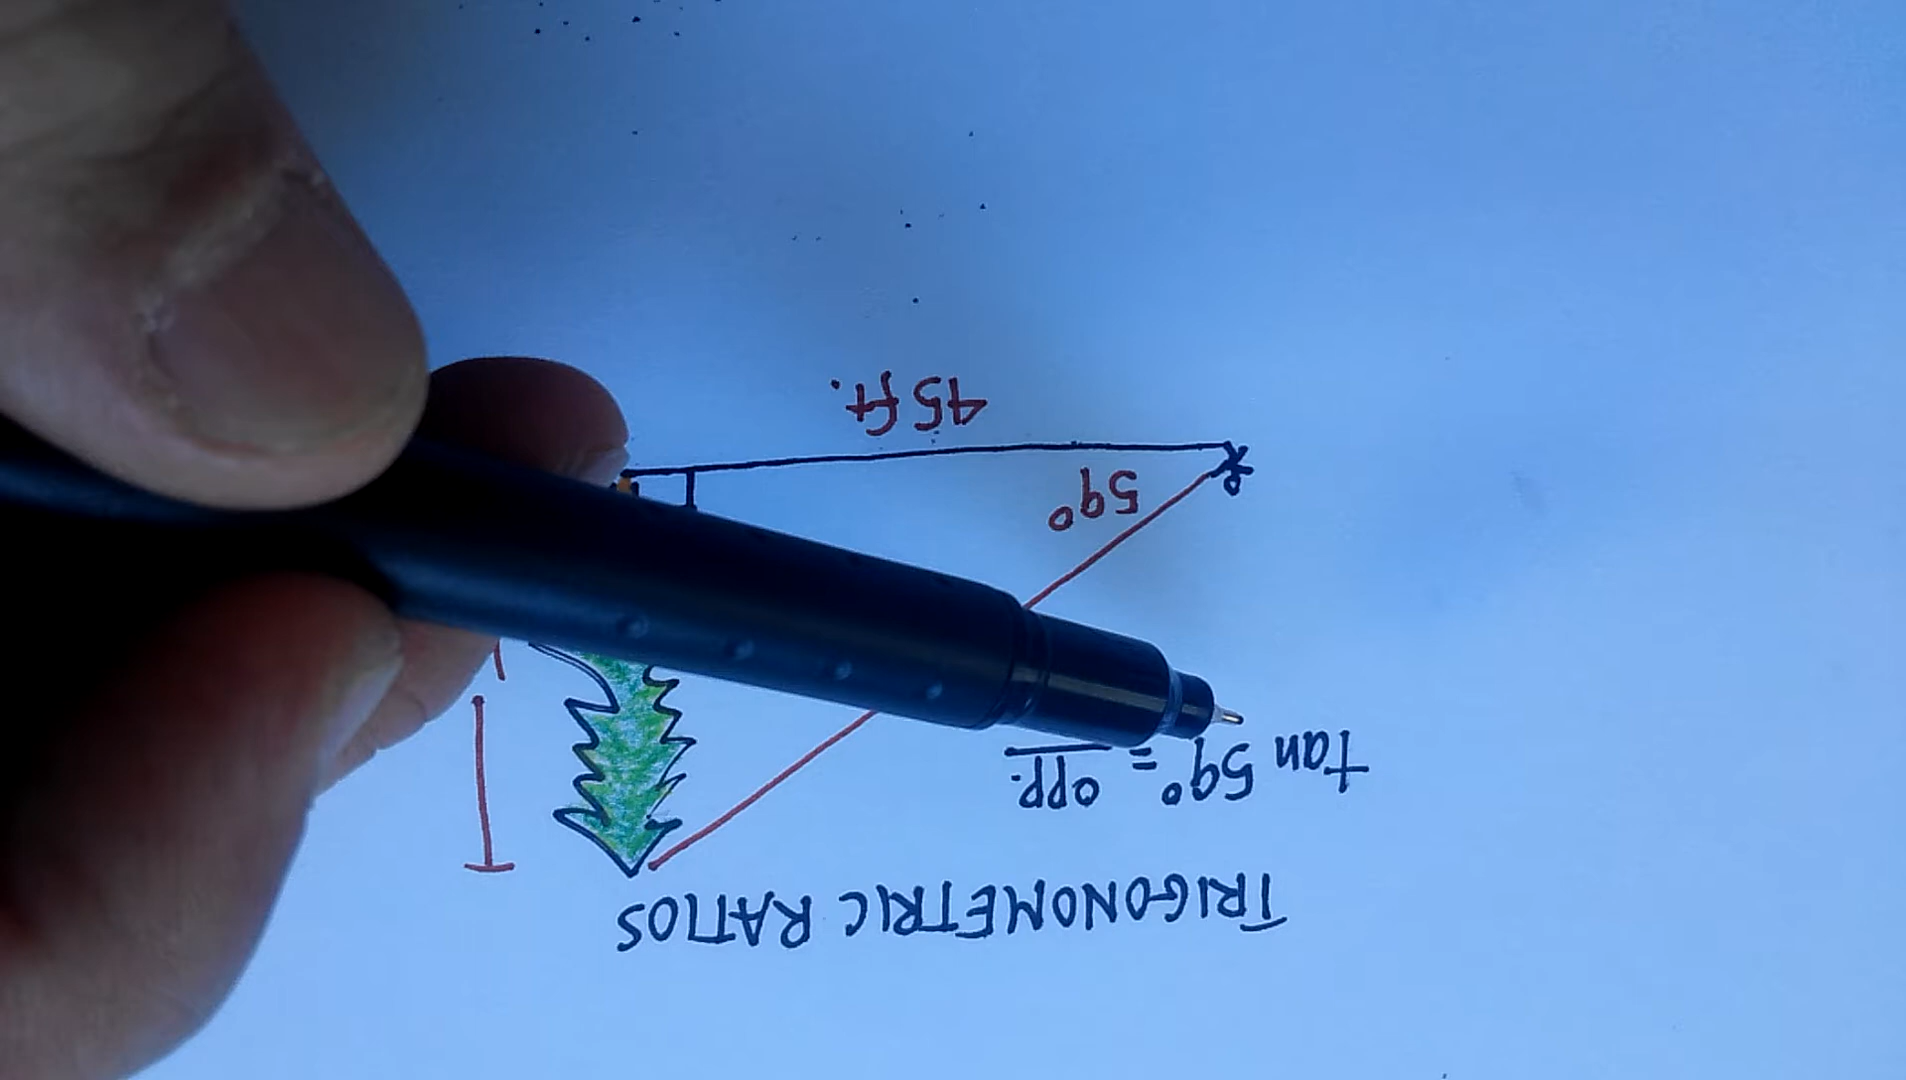 TRIGONOMETRIC RATIOS
tan 59° = opp.
59°
45 ft.